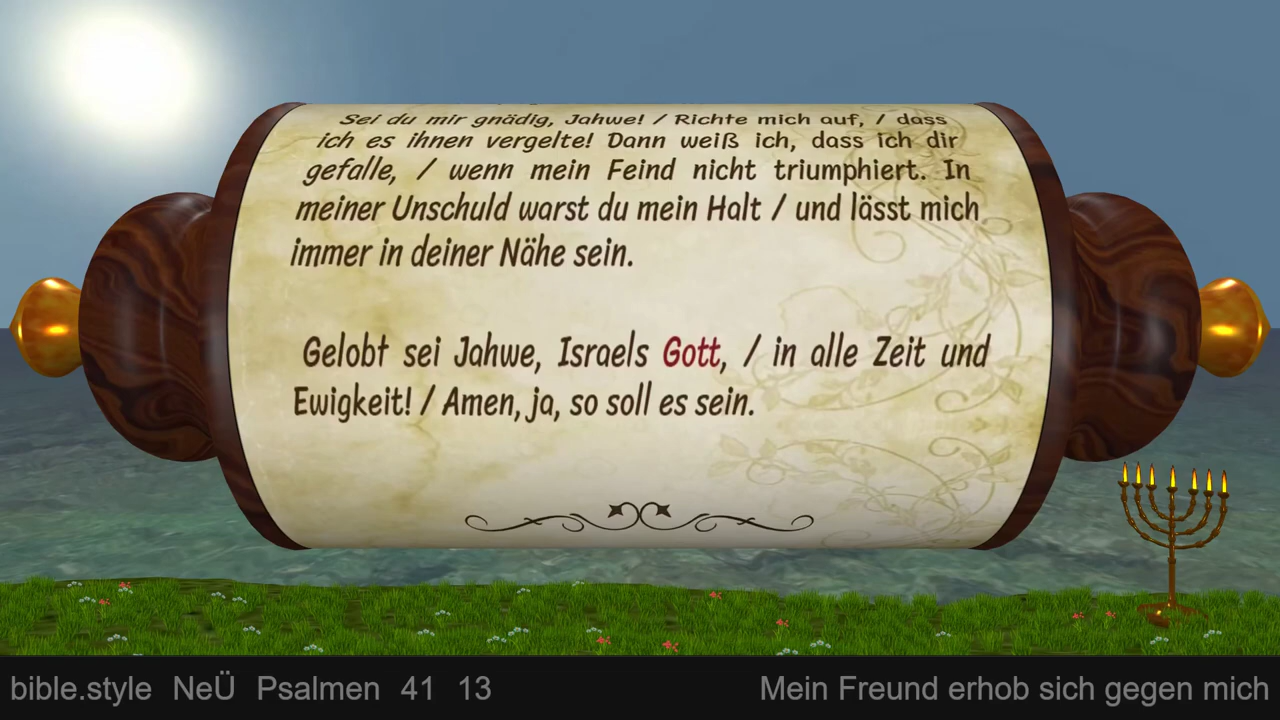 Sei du mir gnädig, Jahwe! / Richte mich auf, / dass
ich es ihnen vergelte! Dann weiß ich, dass ich dir
gefalle, / wenn mein Feind nicht triumphiert. In
meiner Unschuld warst du mein Halt / und lässt mich
immer in deiner Nähe sein.
Gelobt sei Jahwe, Israels Gott, / in alle Zeit und
Ewigkeit! / Amen, ja, so soll es sein.
bible.style NeÜ Psalmen 41 13
Mein Freund erhob sich gegen mich